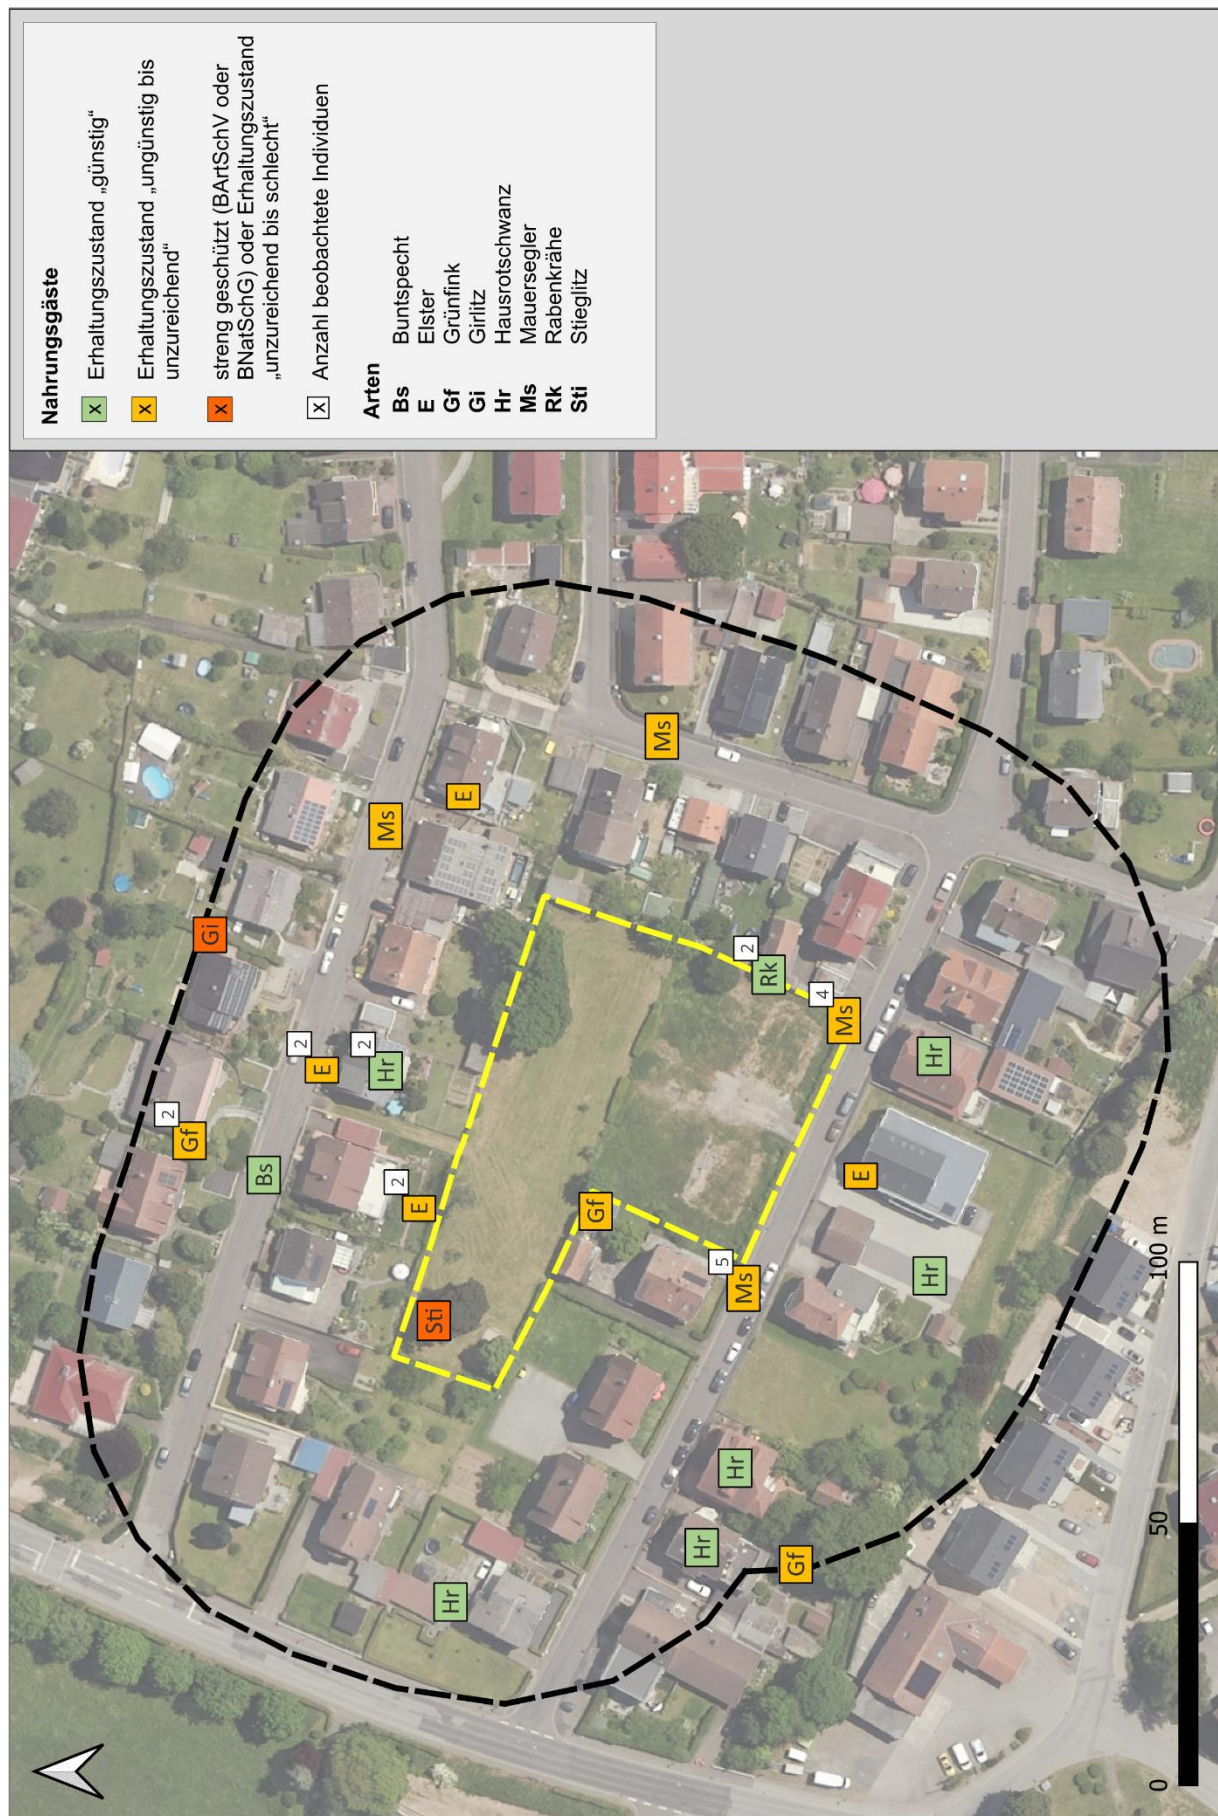 Nahrungsgäste
X Erhaltungszustand „günstig“
X Erhaltungszustand „ungünstig bis
unzureichend“
X streng geschützt (BArtSchV oder
BNatSchG) oder Erhaltungszustand
„unzureichend bis schlecht“
X Anzahl beobachtete Individuen
Arten
Bs Buntspecht
E Elster
Gf Grünfink
Gi Girlitz
Hr Hausrotschwanz
Ms Mauersegler
Rk Rabenkrähe
Sti Stieglitz
2
Gf
Gi
Bs
2
E
2
Hr
Ms
2
E
E
Sti
Hr
Gf
Ms
5
Ms
2
Rk
4
Ms
Hr
Hr
Gf
E
Hr
Hr
0 50 100 m